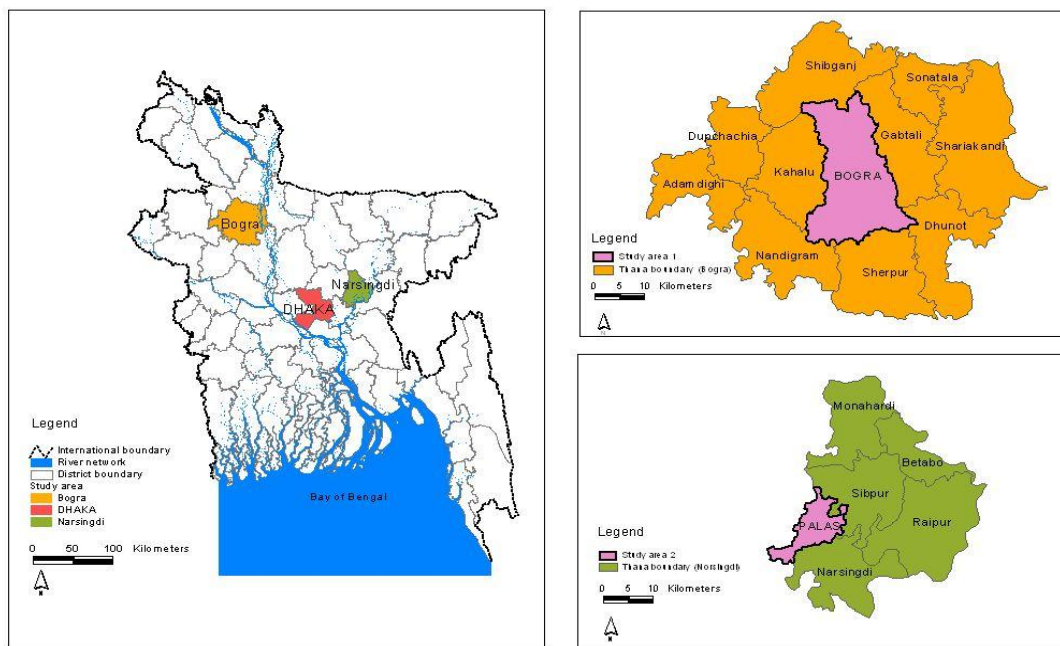 Bogra
Narsingdi
DHAKA
Bay of Bengal
Legend
International boundary
River network
District boundary
Study area
Bogra
DHAKA
Narsingdi
0 50 100 Kilometers
N
Shibganj
Sonatala
Dupchachia
Gabtali
Shariakandi
Kahalu
BOGRA
Adamdighi
Dhunot
Nandigram
Sherpur
Legend
Study area 1
Thana boundary (Bogra)
0 5 10 Kilometers
N
Monahardi
Betabo
Sibpur
PALAS
Raipur
Narsingdi
Legend
Study area 2
Thana boundary (Norsingdi)
0 5 10 Kilometers
N